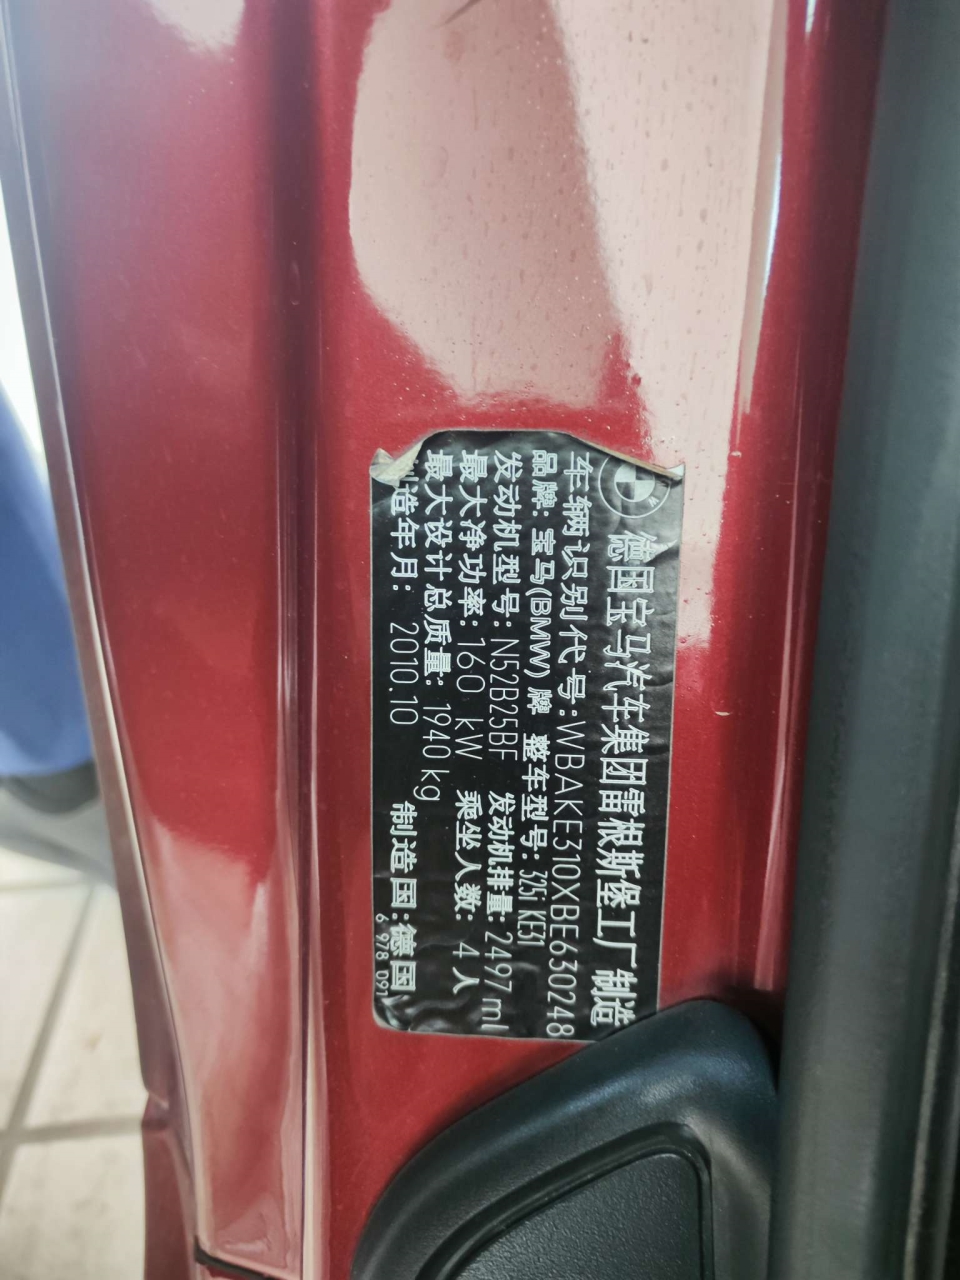 德国宝马汽车集团雷根斯堡工厂 制造
车辆识别代号:WBAKE310XBE630248
品牌: 宝马(BMW) 牌 整车型号: 325i KE31
发动机型号: N52B25BF 发动机排量: 2497 ml
最大净功率: 160 kW 乘坐人数: 4 人
最大设计总质量: 1940 kg
制造年月: 2010.10 制造国:德国
6 978 091